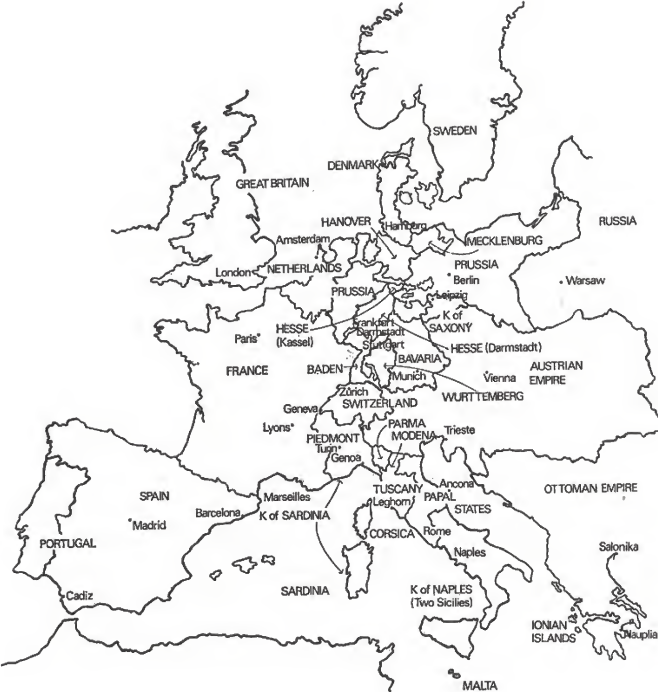 SWEDEN
DENMARK
GREAT BRITAIN
HANOVER
Hamburg
RUSSIA
Amsterdam
MECKLENBURG
London
NETHERLANDS
PRUSSIA
Berlin
Warsaw
PRUSSIA
Leipzig
HESSE
(Kassel)
Frankfurt
K of
SAXONY
Darmstadt
Paris
Stuttgart
HESSE (Darmstadt)
FRANCE
BADEN
BAVARIA
Munich
Vienna
AUSTRIAN
EMPIRE
Zürich
WURTTEMBERG
SWITZERLAND
Geneva
Lyons
PARMA
MODENA
Trieste
PIEDMONT
Turin
Genoa
SPAIN
Marseilles
TUSCANY
Ancona
OTTOMAN EMPIRE
Leghorn
PAPAL
STATES
Madrid
Barcelona
K of SARDINIA
CORSICA
Rome
PORTUGAL
Naples
Salonika
Cadiz
SARDINIA
K of NAPLES
(Two Sicilies)
IONIAN
ISLANDS
Nauplia
MALTA